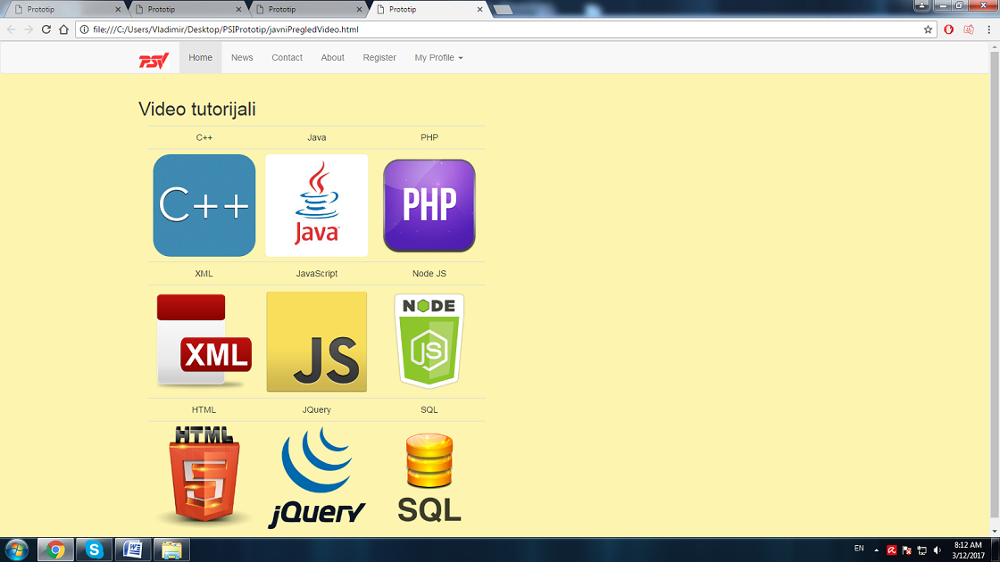 Prototip
Prototip
Prototip
Prototip
file:///C:/Users/Vladimir/Desktop/PSIPrototip/javniPregledVideo.html
PSV Home News Contact About Register My Profile
Video tutorijali
C++ Java PHP
C++ Java PHP
XML JavaScript Node JS
XML JS NODE JS
HTML JQuery SQL
HTML 5 jQuery SQL
EN
8:12 AM
3/12/2017